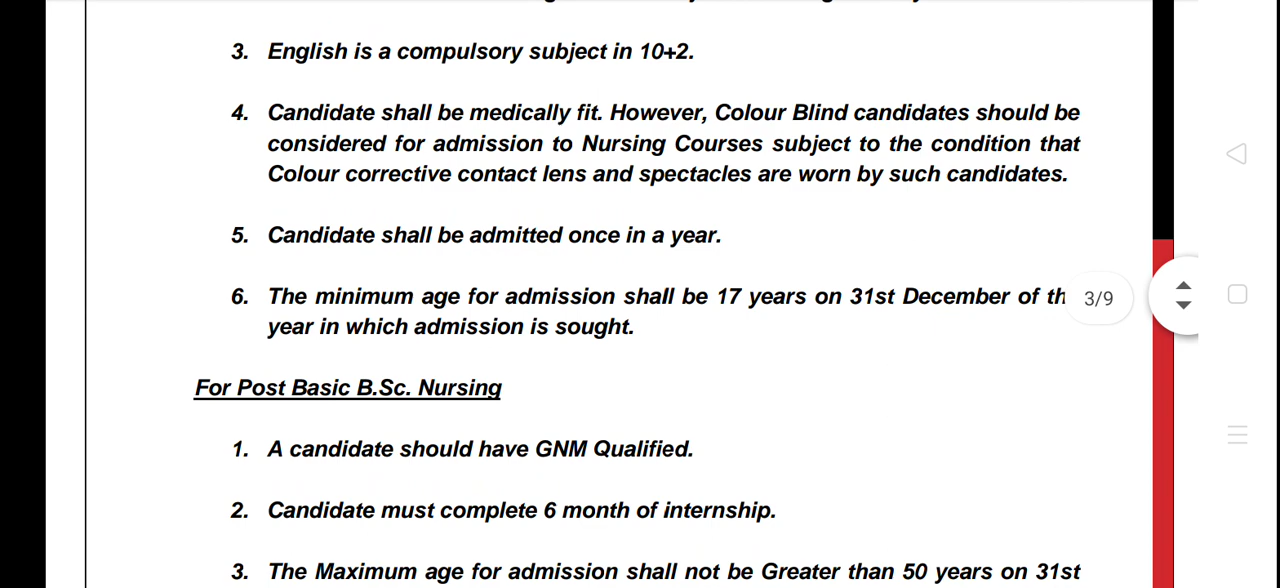 3. English is a compulsory subject in 10+2.
4. Candidate shall be medically fit. However, Colour Blind candidates should be
considered for admission to Nursing Courses subject to the condition that
Colour corrective contact lens and spectacles are worn by such candidates.
5. Candidate shall be admitted once in a year.
6. The minimum age for admission shall be 17 years on 31st December of th
3/9
year in which admission is sought.
For Post Basic B.Sc. Nursing
1. A candidate should have GNM Qualified.
2. Candidate must complete 6 month of internship.
3. The Maximum age for admission shall not be Greater than 50 years on 31st